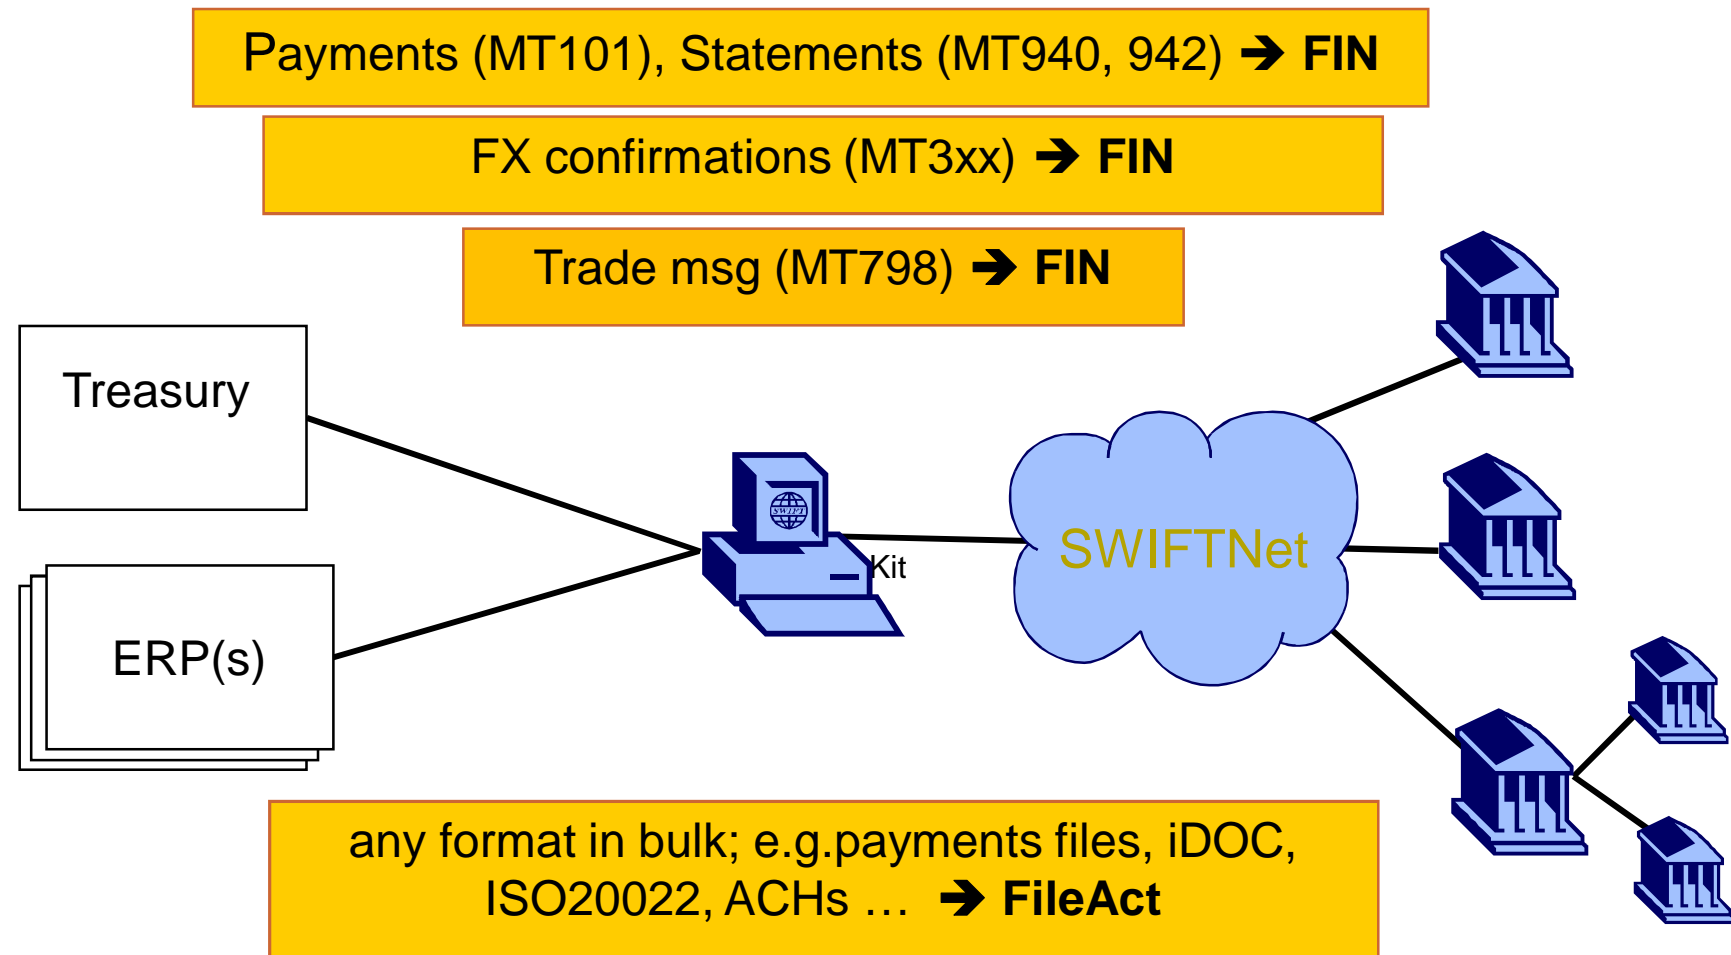 Payments (MT101), Statements (MT940, 942) ➔ FIN
FX confirmations (MT3xx) ➔ FIN
Trade msg (MT798) ➔ FIN
Treasury
SWIFT
Kit
SWIFTNet
ERP(s)
any format in bulk; e.g.payments files, iDOC,
ISO20022, ACHs … ➔ FileAct